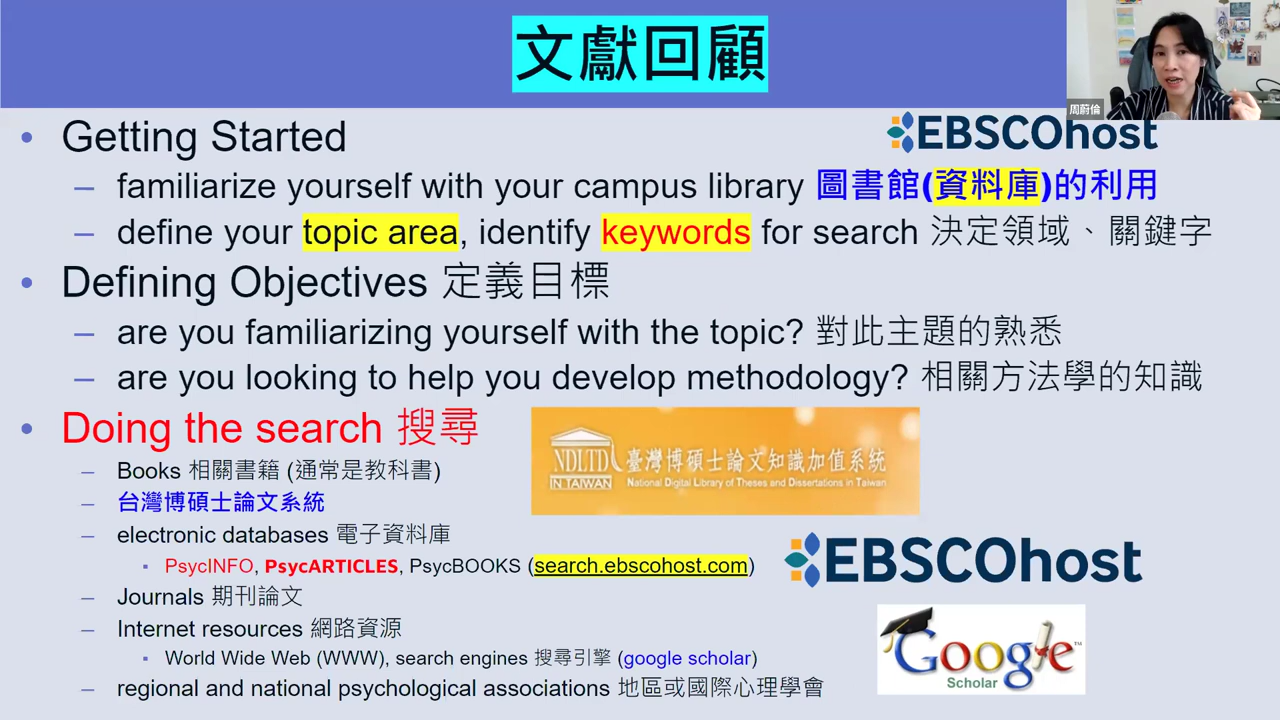 文獻回顧
周蔚倫
EBSCOhost
Getting Started
familiarize yourself with your campus library 圖書館(資料庫)的利用
define your topic area, identify keywords for search 決定領域、關鍵字
Defining Objectives 定義目標
are you familiarizing yourself with the topic? 對此主題的熟悉
are you looking to help you develop methodology? 相關方法學的知識
Doing the search 搜尋
NDLTD
IN TAIWAN
臺灣博碩士論文知識加值系統
National Digital Library of Theses and Dissertations in Taiwan
Books 相關書籍 (通常是教科書)
台灣博碩士論文系統
electronic databases 電子資料庫
PsycINFO, PsycARTICLES, PsycBOOKS (search.ebscohost.com)
EBSCOhost
Journals 期刊論文
Internet resources 網路資源
World Wide Web (WWW), search engines 搜尋引擎 (google scholar)
Google™
Scholar
regional and national psychological associations 地區或國際心理學會